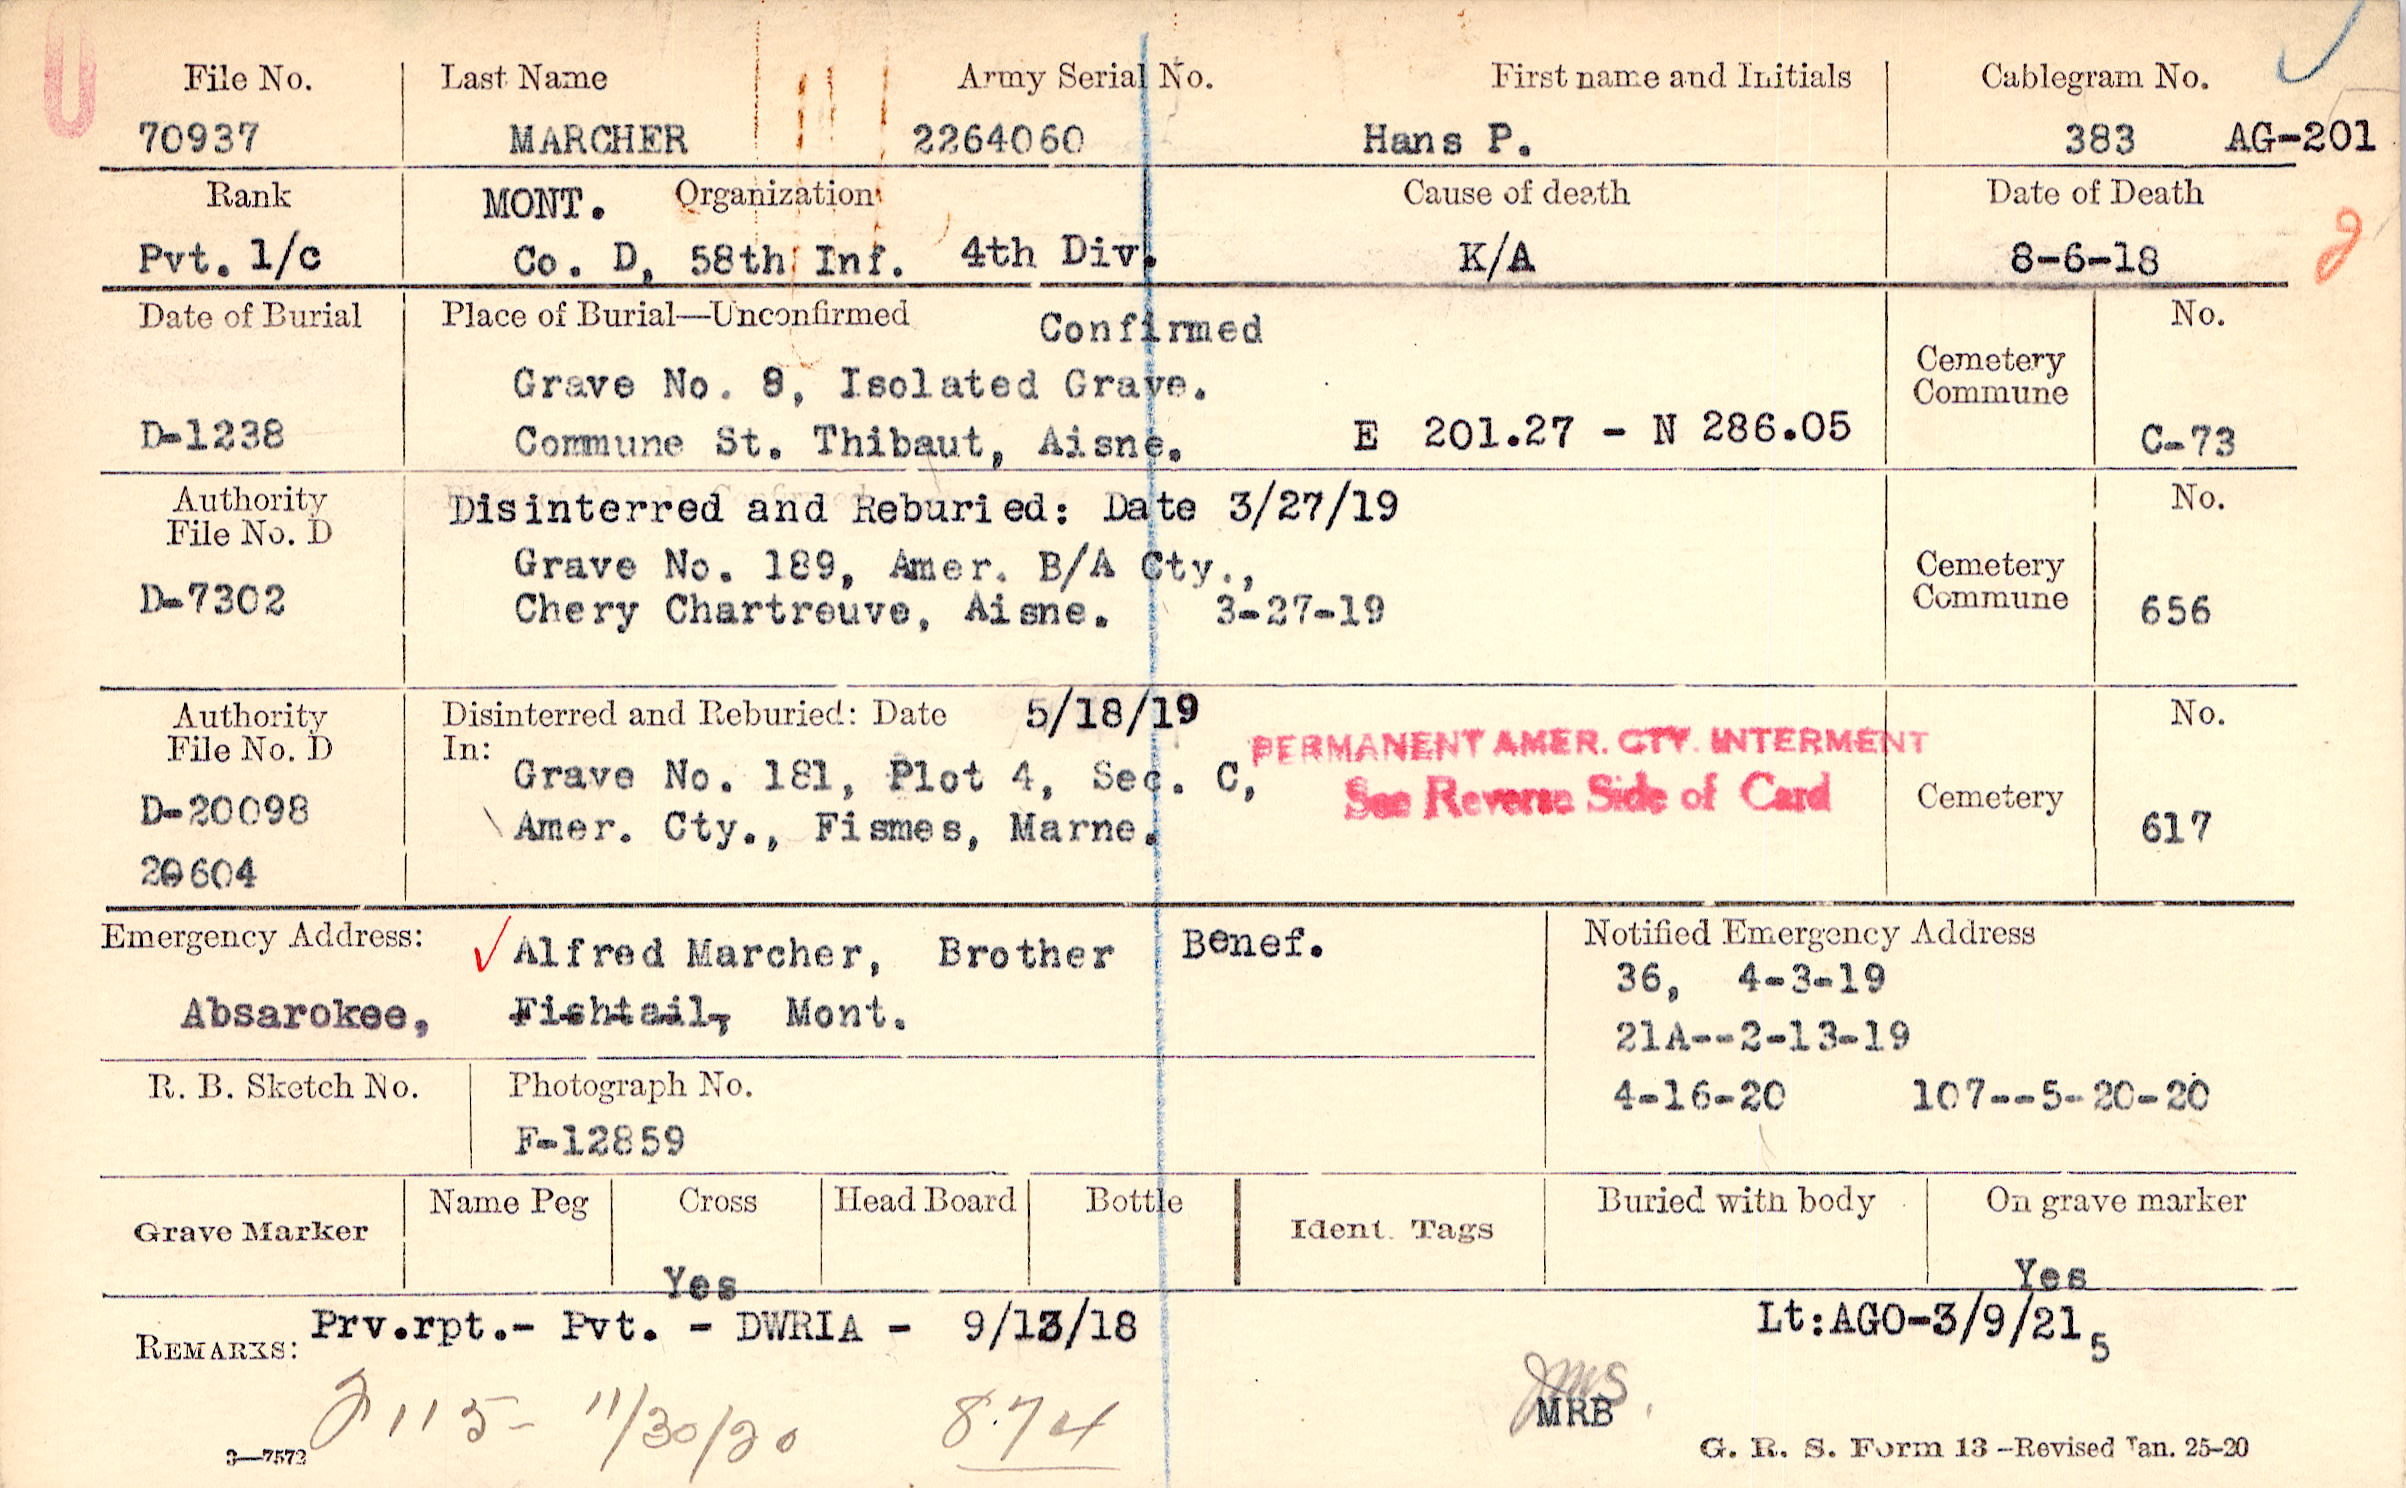 File No. Last Name Army Serial No. First name and Initials Cablegram No.
70937 MARCHER 2264060 Hans P. 383 AG-201
Rank MONT. Organization Cause of death Date of Death
Pvt. 1/c Co. D, 58th Inf. 4th Div. K/A 8-6-18
Date of Burial Place of Burial—Unconfirmed Confirmed No.
Grave No. 8, Isolated Grave. Cemetery Commune
D-1238 Commune St. Thibaut, Aisne. E 201.27 - N 286.05 C-73
Authority File No. D Disinterred and Reburied: Date 3/27/19 No.
Grave No. 189, Amer. B/A Cty., Cemetery Commune
D-7302 Chery Chartreuve, Aisne. 3-27-19 656
Authority File No. D Disinterred and Reburied: Date 5/18/19 No.
In: PERMANENT AMER. CTY. INTERMENT
Grave No. 181, Plot 4, Sec. C, See Reverse Side of Card Cemetery
D-20098 Amer. Cty., Fismes, Marne. 617
20604
Emergency Address: Alfred Marcher, Brother Benef. Notified Emergency Address
36, 4-3-19
Absarokee, Fishtail, Mont. 21A--2-13-19
R. B. Sketch No. Photograph No. 4-16-20 107--5-20-20
F-12859
Grave Marker Name Peg Cross Head Board Bottle Ident. Tags Buried with body On grave marker
Yes Yes
REMARKS: Prv.rpt.- Pvt. - DWRIA - 9/13/18 Lt:AGO-3/9/21 5
115- 11/30/20 874 JMS
MRB
3—7572 G. R. S. Form 13 -Revised Jan. 25-20